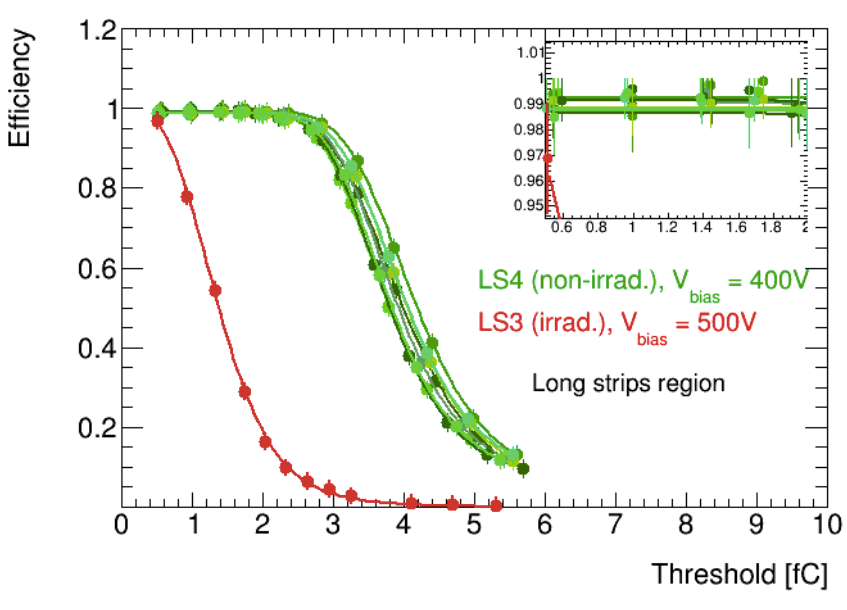 Efficiency
1.2
1
0.8
0.6
0.4
0.2
0 1 2 3 4 5 6 7 8 9 10
Threshold [fC]
1.01
1
0.99
0.98
0.97
0.96
0.95
0.6 0.8 1 1.2 1.4 1.6 1.8 2
LS4 (non-irrad.), V_bias = 400V
LS3 (irrad.), V_bias = 500V
Long strips region